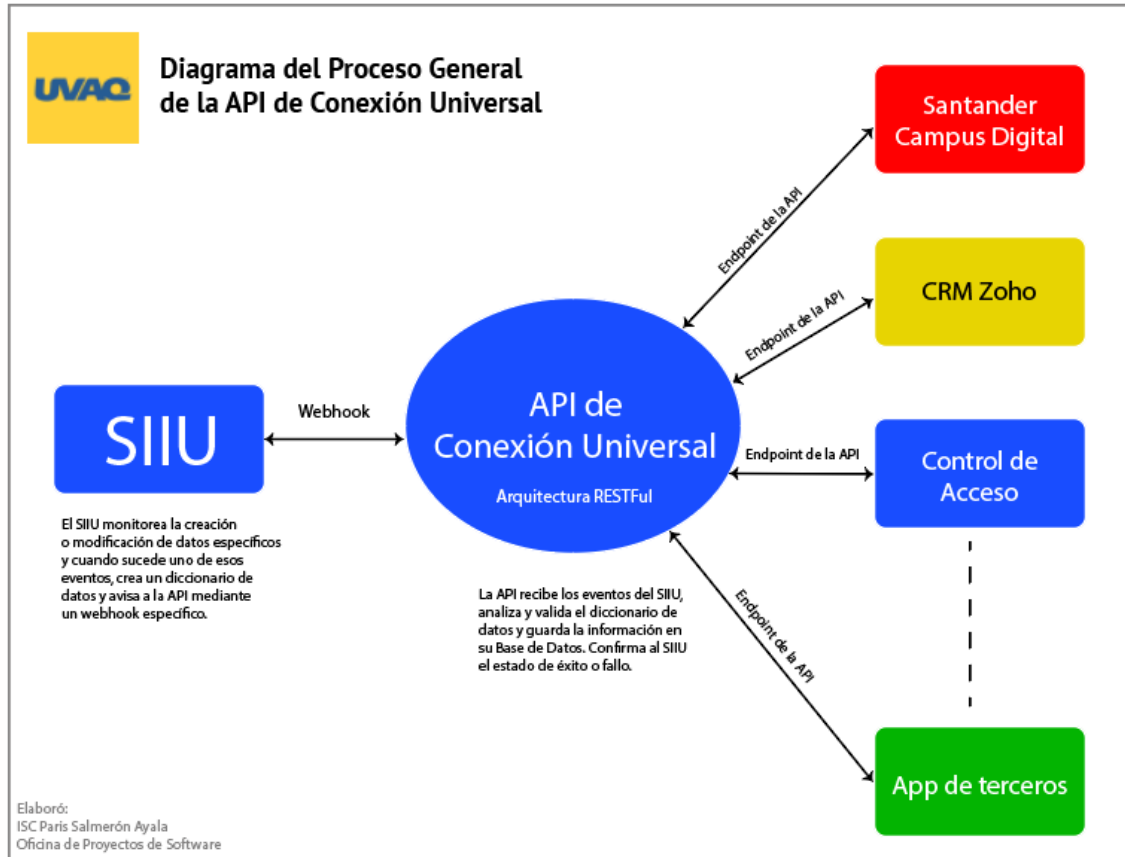 UVAQ
Diagrama del Proceso General
de la API de Conexión Universal
Santander
Campus Digital
Endpoint de la API
CRM Zoho
Endpoint de la API
SIIU
Webhook
API de
Conexión Universal
Arquitectura RESTFul
Endpoint de la API
Control de
Acceso
El SIIU monitorea la creación
o modificación de datos específicos
y cuando sucede uno de esos
eventos, crea un diccionario de
datos y avisa a la API mediante
un webhook específico.
La API recibe los eventos del SIIU,
analiza y valida el diccionario de
datos y guarda la información en
su Base de Datos. Confirma al SIIU
el estado de éxito o fallo.
Endpoint de la API
App de terceros
Elaboró:
ISC Paris Salmerón Ayala
Oficina de Proyectos de Software